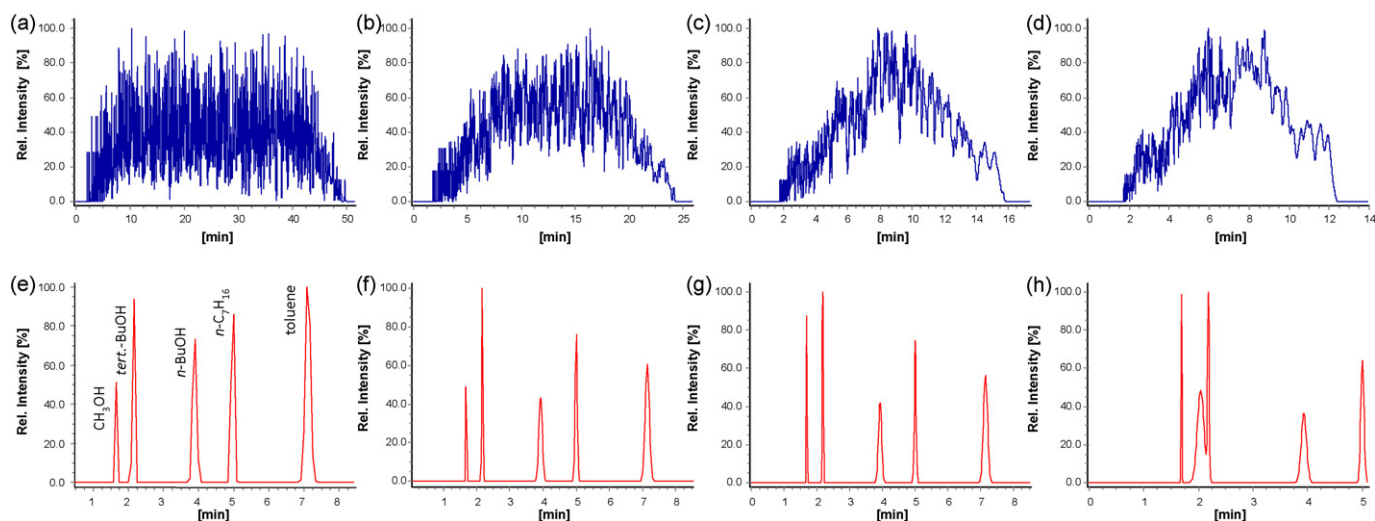 (a)
Rel. Intensity [%]
100.0
80.0
60.0
40.0
20.0
0.0
0 10 20 30 40 50
[min]
(b)
Rel. Intensity [%]
100.0
80.0
60.0
40.0
20.0
0.0
0 5 10 15 20 25
[min]
(c)
Rel. Intensity [%]
100.0
80.0
60.0
40.0
20.0
0.0
0 2 4 6 8 10 12 14 16
[min]
(d)
Rel. Intensity [%]
100.0
80.0
60.0
40.0
20.0
0.0
0 2 4 6 8 10 12 14
[min]
(e)
Rel. Intensity [%]
100.0
80.0
60.0
40.0
20.0
0.0
CH₃OH
tert.-BuOH
n-BuOH
n-C₇H₁₆
toluene
1 2 3 4 5 6 7 8
[min]
(f)
Rel. Intensity [%]
100.0
80.0
60.0
40.0
20.0
0.0
1 2 3 4 5 6 7 8
[min]
(g)
Rel. Intensity [%]
100.0
80.0
60.0
40.0
20.0
0.0
0 1 2 3 4 5 6 7 8
[min]
(h)
Rel. Intensity [%]
100.0
80.0
60.0
40.0
20.0
0.0
0 1 2 3 4 5
[min]